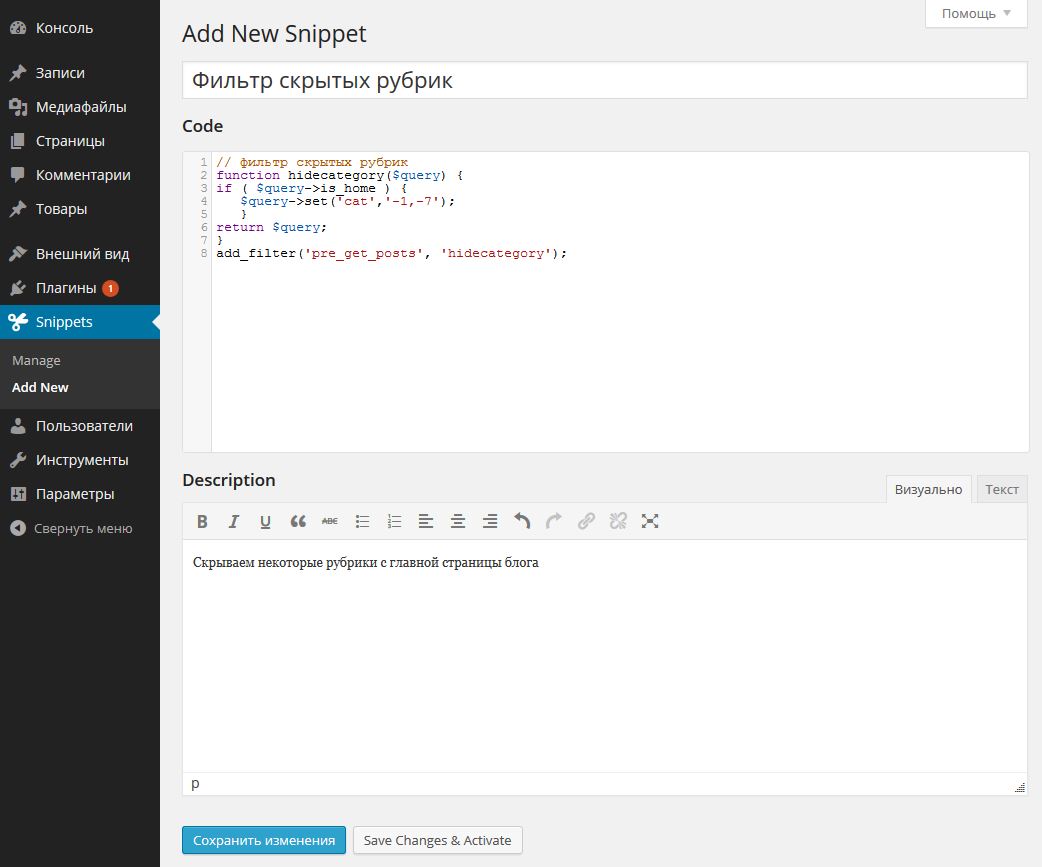 Консоль
Записи
Медиафайлы
Страницы
Комментарии
Товары
Внешний вид
Плагины 1
Snippets
Manage
Add New
Пользователи
Инструменты
Параметры
Свернуть меню
Помощь
Add New Snippet
Фильтр скрытых рубрик
Code
1 // фильтр скрытых рубрик
2 function hidecategory($query) {
3 if ( $query->is_home ) {
4 $query->set('cat','-1,-7');
5 }
6 return $query;
7 }
8 add_filter('pre_get_posts', 'hidecategory');
Description
Визуально Текст
B I U ABC
Скрываем некоторые рубрики с главной страницы блога
p
Сохранить изменения Save Changes & Activate